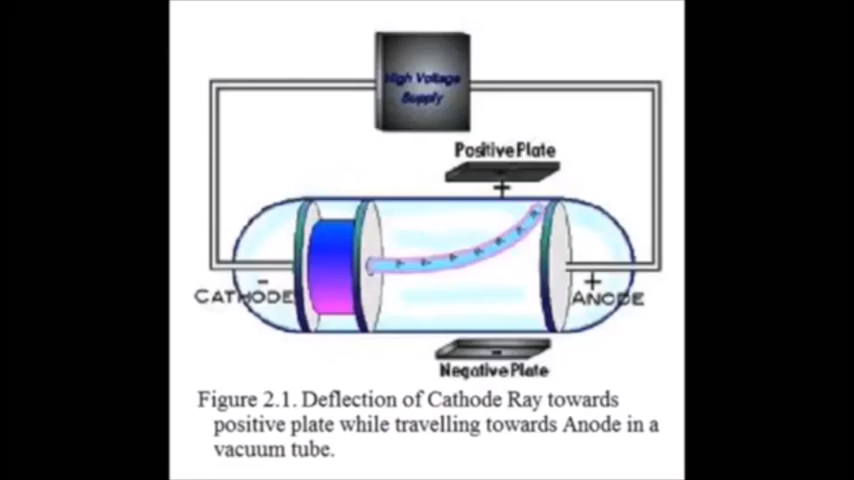 High Voltage
Supply
Positive Plate
+
-
CATHODE
+
ANODE
Negative Plate
Figure 2.1. Deflection of Cathode Ray towards
positive plate while travelling towards Anode in a
vacuum tube.